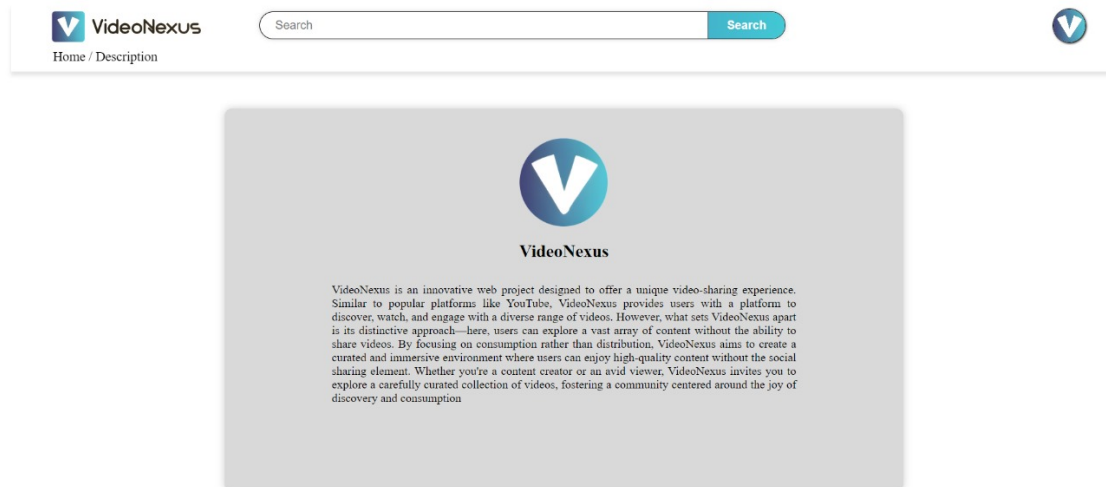 VideoNexus
Search
Search
Home / Description
VideoNexus
VideoNexus is an innovative web project designed to offer a unique video-sharing experience.
Similar to popular platforms like YouTube, VideoNexus provides users with a platform to
discover, watch, and engage with a diverse range of videos. However, what sets VideoNexus apart
is its distinctive approach—here, users can explore a vast array of content without the ability to
share videos. By focusing on consumption rather than distribution, VideoNexus aims to create a
curated and immersive environment where users can enjoy high-quality content without the social
sharing element. Whether you're a content creator or an avid viewer, VideoNexus invites you to
explore a carefully curated collection of videos, fostering a community centered around the joy of
discovery and consumption